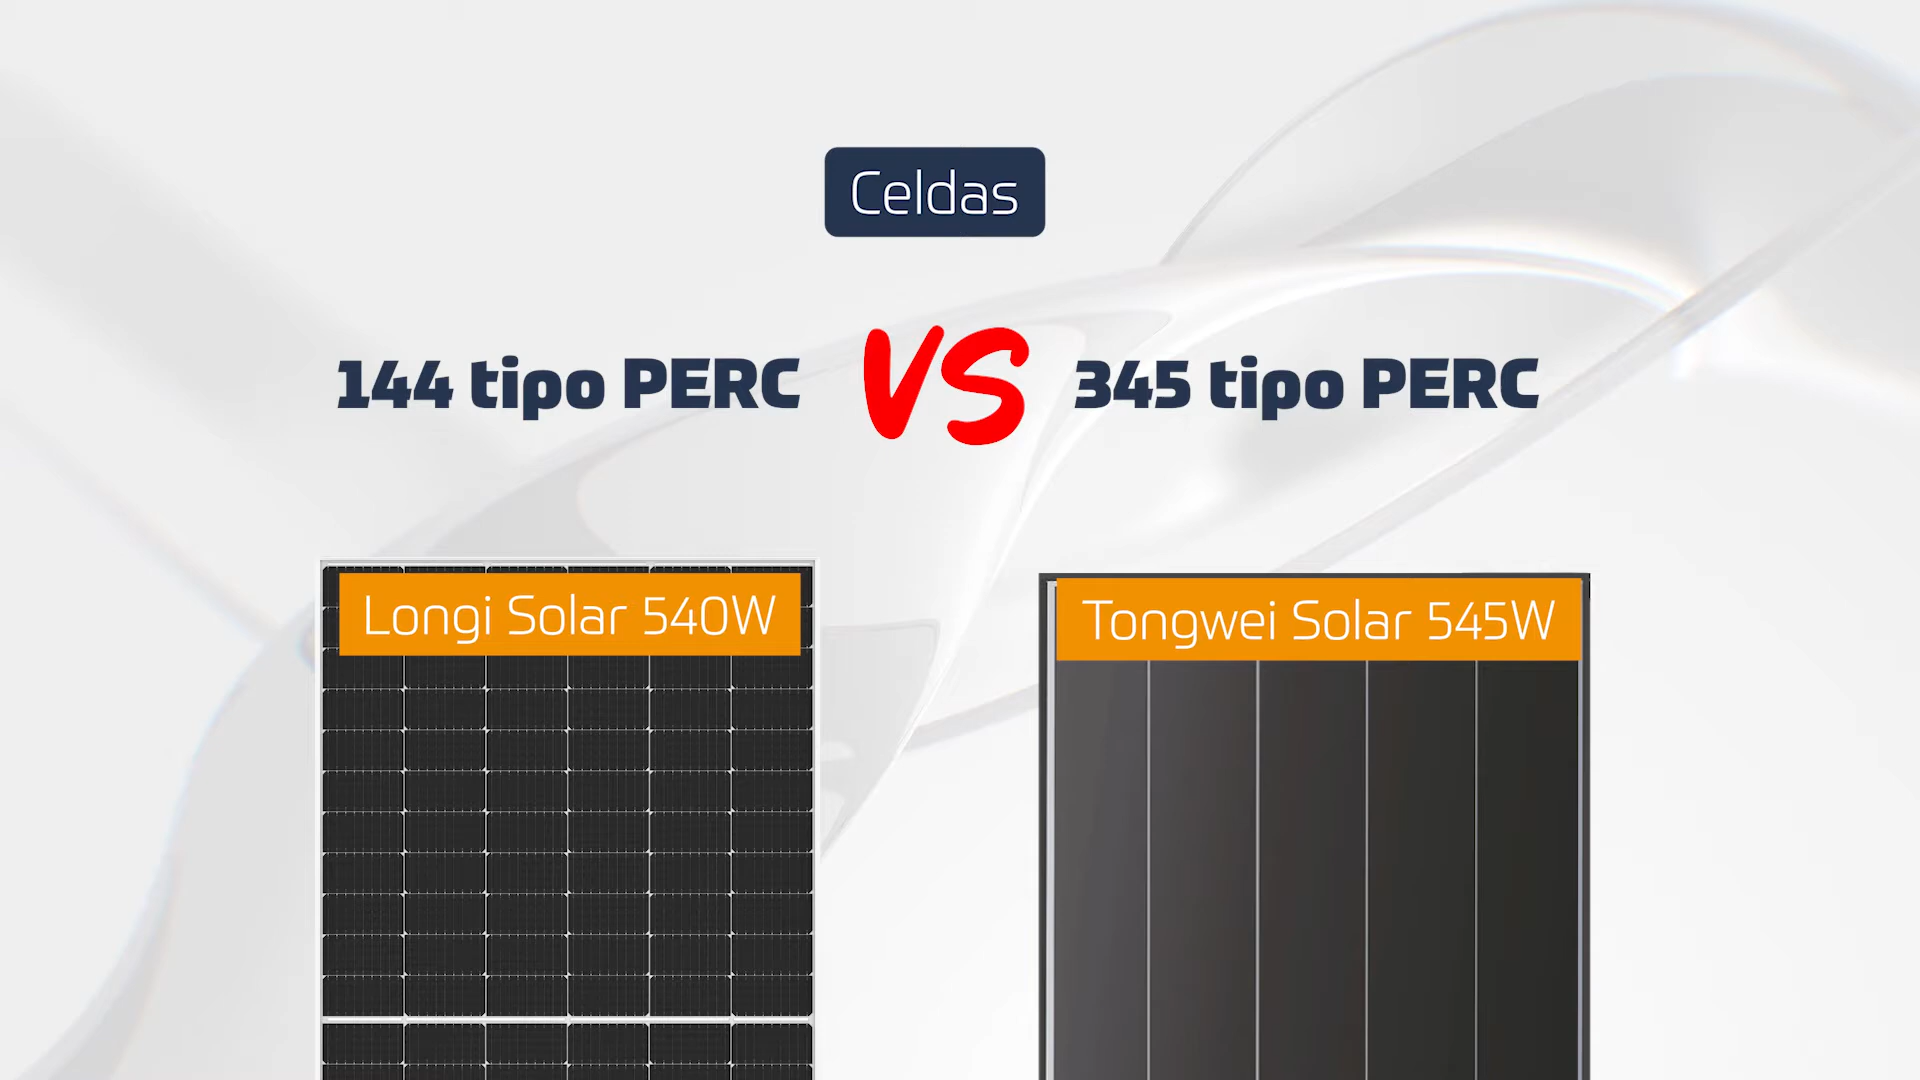 Celdas
144 tipo PERC VS 345 tipo PERC
Longi Solar 540W
Tongwei Solar 545W